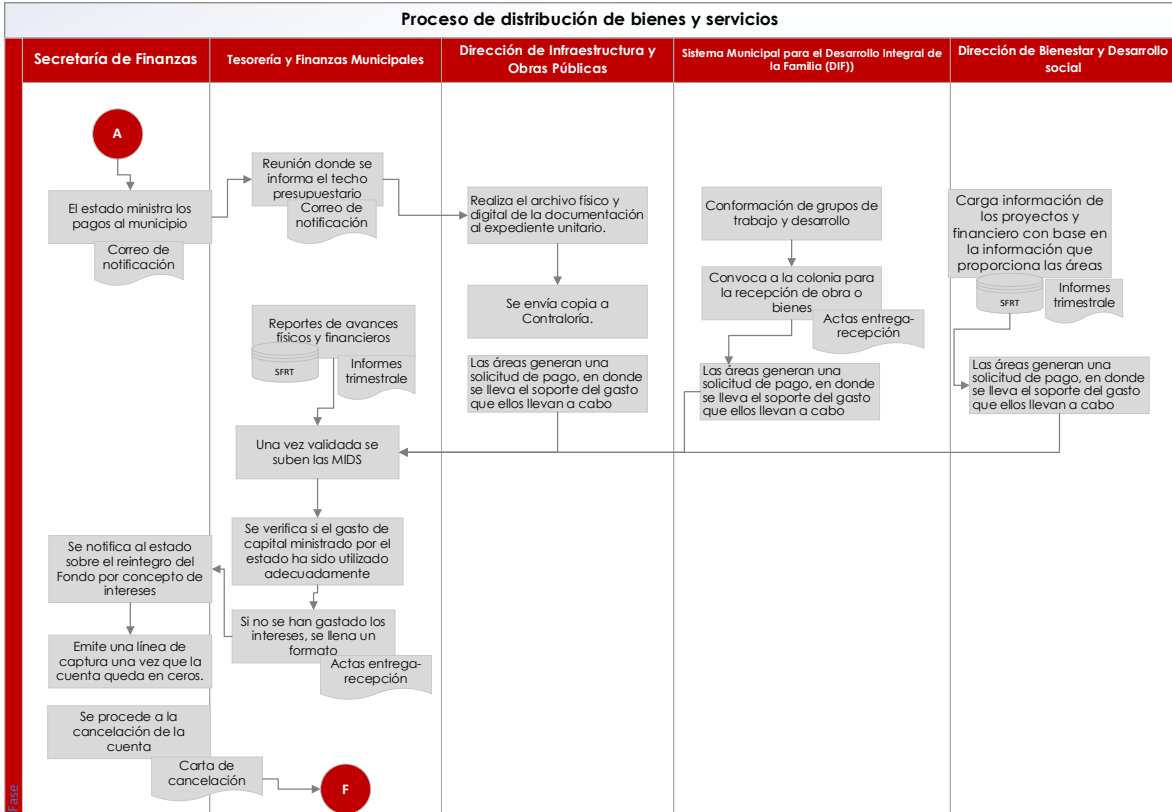 Proceso de distribución de bienes y servicios
Secretaría de Finanzas
Tesorería y Finanzas Municipales
Dirección de Infraestructura y
Obras Públicas
Sistema Municipal para el Desarrollo Integral de
la Familia (DIF))
Dirección de Bienestar y Desarrollo
social
Fase
A
El estado ministra los
pagos al municipio
Correo de
notificación
Se notifica al estado
sobre el reintegro del
Fondo por concepto de
intereses
Emite una línea de
captura una vez que la
cuenta queda en ceros.
Se procede a la
cancelación de la
cuenta
Carta de
cancelación
Reunión donde se
informa el techo
presupuestario
Correo de
notificación
Reportes de avances
físicos y financieros
SFRT
Informes
trimestrale
Una vez validada se
suben las MIDS
Se verifica si el gasto de
capital ministrado por el
estado ha sido utilizado
adecuadamente
Si no se han gastado los
intereses, se llena un
formato
Actas entrega-
recepción
F
Realiza el archivo físico y
digital de la documentación
al expediente unitario.
Se envía copia a
Contraloría.
Las áreas generan una
solicitud de pago, en donde
se lleva el soporte del gasto
que ellos llevan a cabo
Conformación de grupos de
trabajo y desarrollo
Convoca a la colonia para
la recepción de obra o
bienes
Actas entrega-
recepción
Las áreas generan una
solicitud de pago, en donde
se lleva el soporte del gasto
que ellos llevan a cabo
Carga información de
los proyectos y
financiero con base en
la información que
proporciona las áreas
SFRT
Informes
trimestrale
Las áreas generan una
solicitud de pago, en donde
se lleva el soporte del gasto
que ellos llevan a cabo